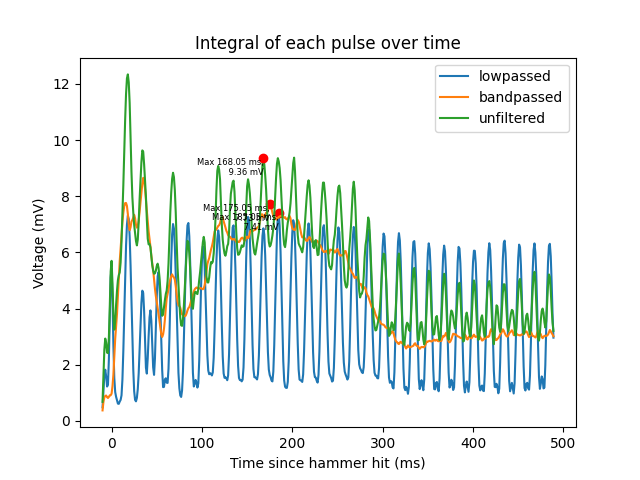 Integral of each pulse over time
lowpassed
bandpassed
unfiltered
Max 168.05 ms,
9.36 mV
Max 175.05 ms,
7.41 mV
Voltage (mV)
0
2
4
6
8
10
12
0
100
200
300
400
500
Time since hammer hit (ms)